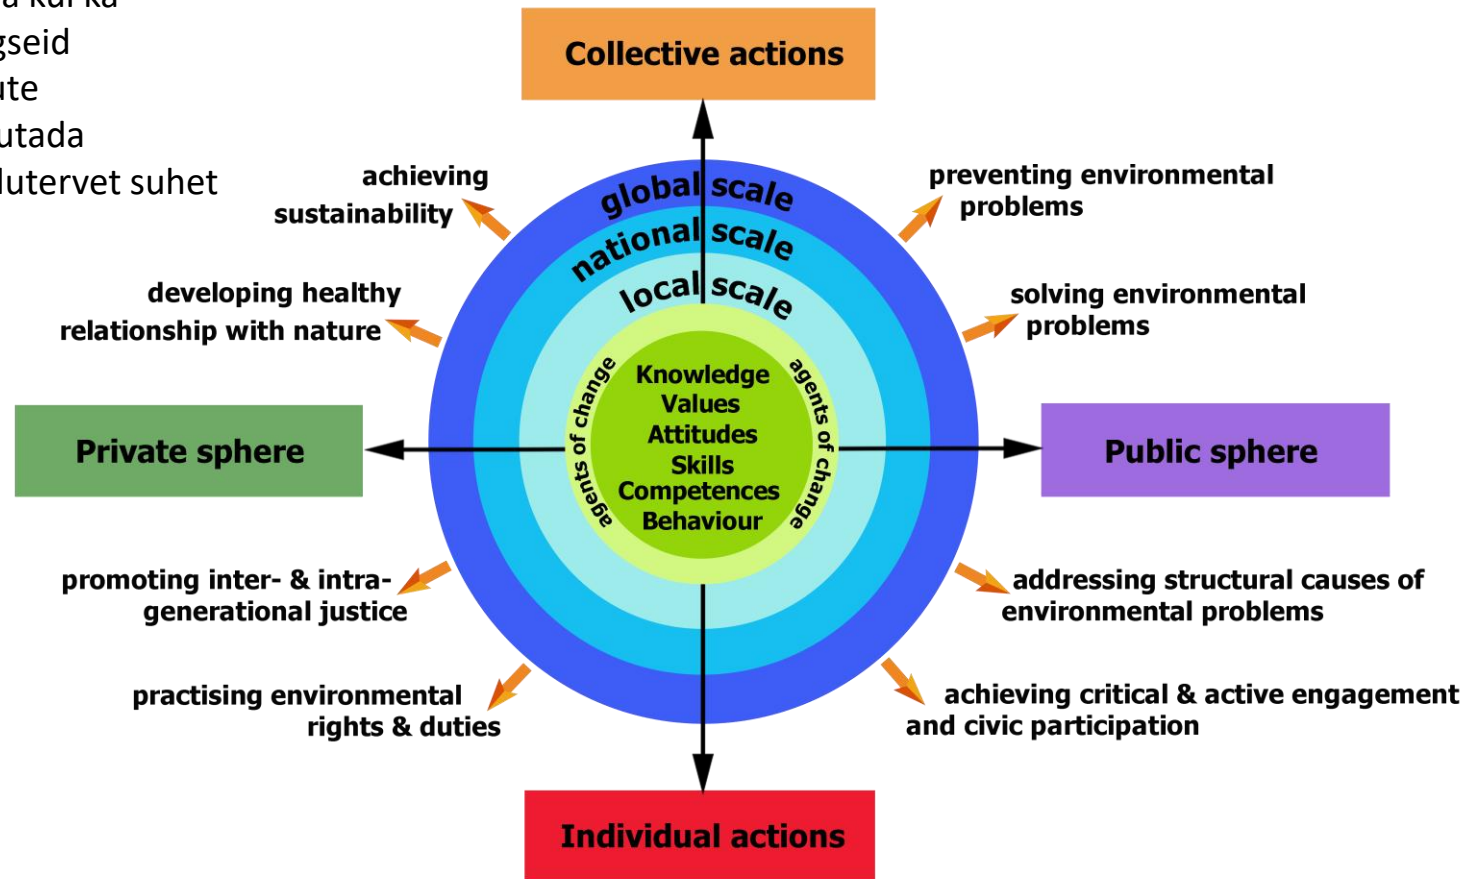 gseid
ute
utada
lutervet suhet
Collective actions
achieving
sustainability
preventing environmental
problems
global scale
national scale
local scale
developing healthy
relationship with nature
solving environmental
problems
agents of change
Knowledge
Values
Attitudes
Skills
Competences
Behaviour
agents of change
Private sphere
Public sphere
promoting inter- & intra-
generational justice
addressing structural causes of
environmental problems
practising environmental
rights & duties
achieving critical & active engagement
and civic participation
Individual actions